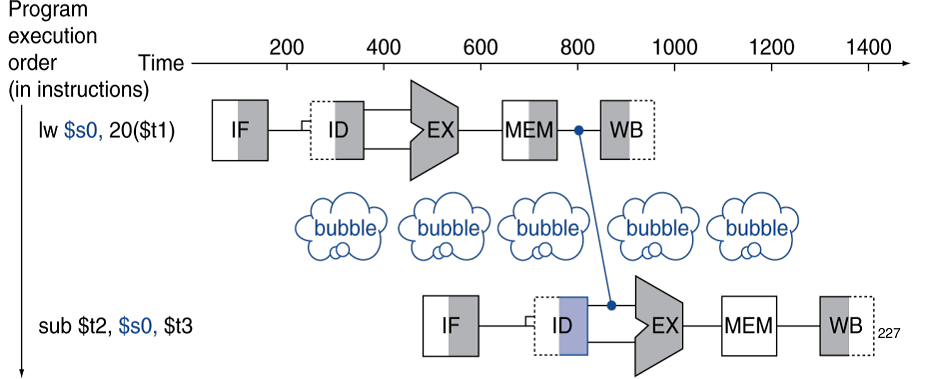 Program
execution
order
(in instructions)
Time
200 400 600 800 1000 1200 1400
lw $s0, 20($t1)
IF ID EX MEM WB
bubble bubble bubble bubble bubble
sub $t2, $s0, $t3
IF ID EX MEM WB
227